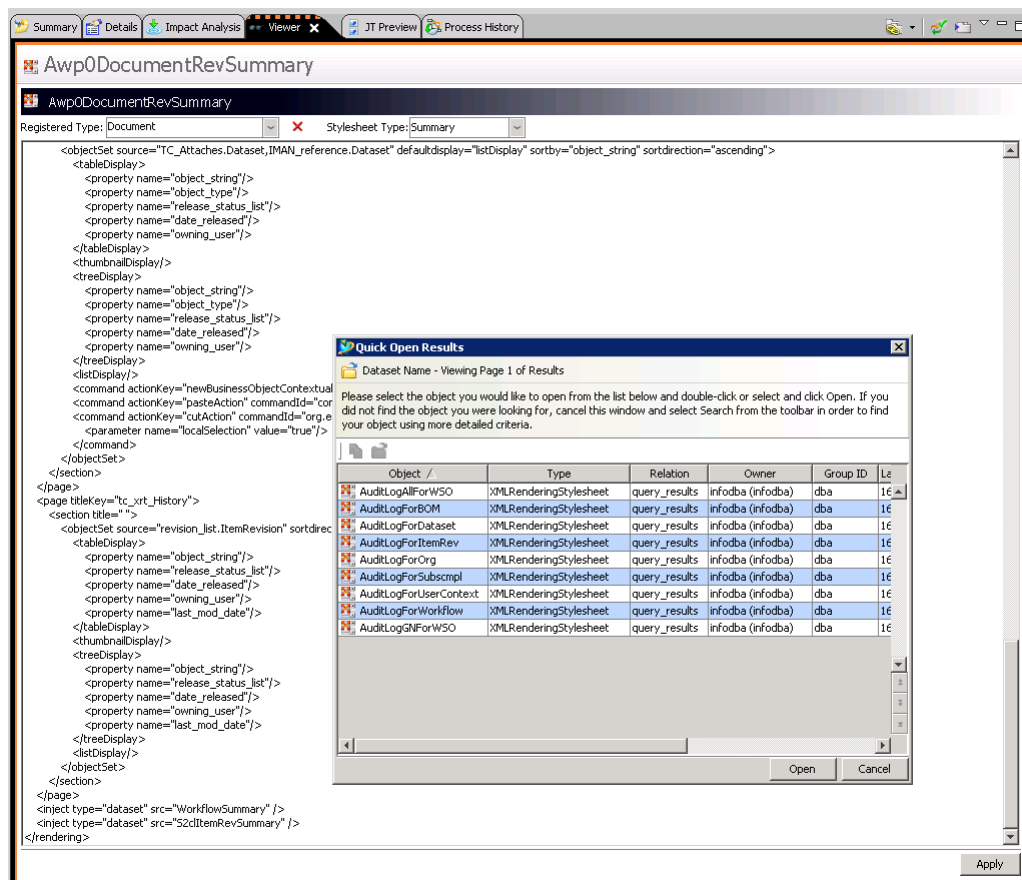 Summary Details Impact Analysis Viewer JT Preview Process History
Awp0DocumentRevSummary
Awp0DocumentRevSummary
Registered Type: Document Stylesheet Type: Summary
<objectSet source="TC_Attaches.Dataset,IMAN_reference.Dataset" defaultdisplay="listDisplay" sortby="object_string" sortdirection="ascending">
<tableDisplay>
<property name="object_string"/>
<property name="object_type"/>
<property name="release_status_list"/>
<property name="date_released"/>
<property name="owning_user"/>
</tableDisplay>
<thumbnailDisplay/>
<treeDisplay>
<property name="object_string"/>
<property name="object_type"/>
<property name="release_status_list"/>
<property name="date_released"/>
<property name="owning_user"/>
</treeDisplay>
<listDisplay/>
<command actionKey="newBusinessObjectContextual
<command actionKey="pasteAction" commandId="cor
<command actionKey="cutAction" commandId="org.e
<parameter name="localSelection" value="true"/>
</command>
</objectSet>
</section>
</page>
<page titleKey="tc_xrt_History">
<section title=" ">
<objectSet source="revision_list.ItemRevision" sortdirec
<tableDisplay>
<property name="object_string"/>
<property name="release_status_list"/>
<property name="date_released"/>
<property name="owning_user"/>
<property name="last_mod_date"/>
</tableDisplay>
<thumbnailDisplay/>
<treeDisplay>
<property name="object_string"/>
<property name="release_status_list"/>
<property name="date_released"/>
<property name="owning_user"/>
<property name="last_mod_date"/>
</treeDisplay>
<listDisplay/>
</objectSet>
</section>
</page>
<inject type="dataset" src="WorkflowSummary" />
<inject type="dataset" src="S2clItemRevSummary" />
</rendering>
Quick Open Results
Dataset Name - Viewing Page 1 of Results
Please select the object you would like to open from the list below and double-click or select and click Open. If you
did not find the object you were looking for, cancel this window and select Search from the toolbar in order to find
your object using more detailed criteria.
Object Type Relation Owner Group ID La
AuditLogAllForWSO XMLRenderingStylesheet query_results infodba (infodba) dba 16
AuditLogForBOM XMLRenderingStylesheet query_results infodba (infodba) dba 16
AuditLogForDataset XMLRenderingStylesheet query_results infodba (infodba) dba 16
AuditLogForItemRev XMLRenderingStylesheet query_results infodba (infodba) dba 16
AuditLogForOrg XMLRenderingStylesheet query_results infodba (infodba) dba 16
AuditLogForSubscmpl XMLRenderingStylesheet query_results infodba (infodba) dba 16
AuditLogForUserContext XMLRenderingStylesheet query_results infodba (infodba) dba 16
AuditLogForWorkflow XMLRenderingStylesheet query_results infodba (infodba) dba 16
AuditLogGNForWSO XMLRenderingStylesheet query_results infodba (infodba) dba 16
Open Cancel
Apply